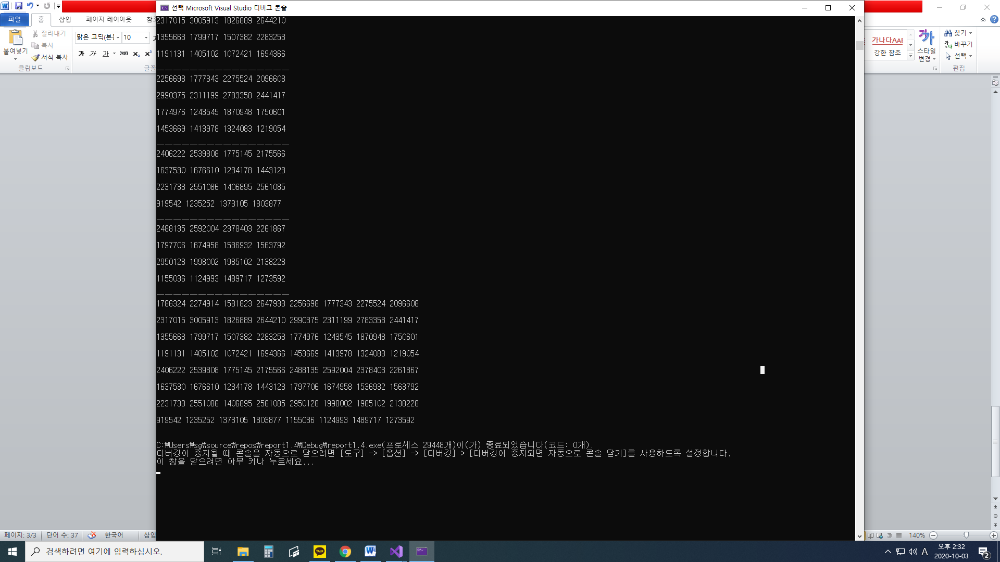 선택 Microsoft Visual Studio 디버그 콘솔
파일 홈 삽입 페이지 레이아웃 참조
잘라내기
복사
서식 복사
붙여넣기
클립보드
맑은 고딕(본문 10
가 가 가 가 x₂ x²
글꼴
가나다AaI
강한 참조
스타일
변경
찾기
바꾸기
선택
편집
2317015 3005913 1826889 2644210
1355663 1799717 1507382 2283253
1191131 1405102 1072421 1694366
————————————————
2256698 1777343 2275524 2096608
2990375 2311199 2783358 2441417
1774976 1243545 1870948 1750601
1453669 1413978 1324083 1219054
————————————————
2406222 2539808 1775145 2175566
1637530 1676610 1234178 1443123
2231733 2551086 1406895 2561085
919542 1235252 1373105 1803877
————————————————
2488135 2592004 2378403 2261867
1797706 1674958 1536932 1563792
2950128 1998002 1985102 2138228
1155036 1124993 1489717 1273592
————————————————
1786324 2274914 1581823 2647933 2256698 1777343 2275524 2096608
2317015 3005913 1826889 2644210 2990375 2311199 2783358 2441417
1355663 1799717 1507382 2283253 1774976 1243545 1870948 1750601
1191131 1405102 1072421 1694366 1453669 1413978 1324083 1219054
2406222 2539808 1775145 2175566 2488135 2592004 2378403 2261867
1637530 1676610 1234178 1443123 1797706 1674958 1536932 1563792
2231733 2551086 1406895 2561085 2950128 1998002 1985102 2138228
919542 1235252 1373105 1803877 1155036 1124993 1489717 1273592
C:₩Users₩sg₩source₩repos₩report1.4₩Debug₩report1.4.exe(프로세스 29448개)이(가) 종료되었습니다(코드: 0개).
디버깅이 중지될 때 콘솔을 자동으로 닫으려면 [도구] -> [옵션] -> [디버깅] > [디버깅이 중지되면 자동으로 콘솔 닫기]를 사용하도록 설정합니다.
이 창을 닫으려면 아무 키나 누르세요...
페이지: 3/3 단어 수: 37 한국어 삽입 140%
검색하려면 여기에 입력하십시오.
TALK
A
오후 2:32
2020-10-03
2